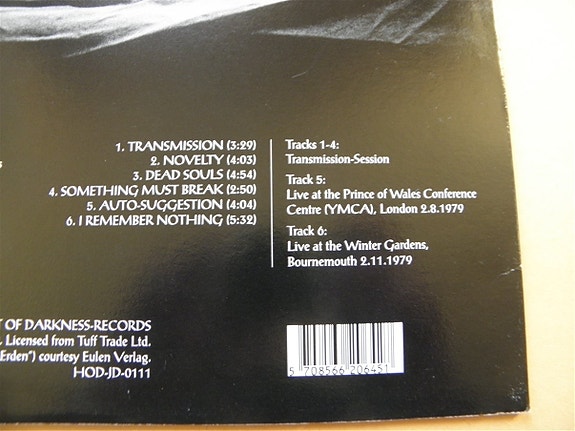 1. TRANSMISSION (3:29)
2. NOVELTY (4:03)
3. DEAD SOULS (4:54)
4. SOMETHING MUST BREAK (2:50)
5. AUTO-SUGGESTION (4:04)
6. I REMEMBER NOTHING (5:32)
Tracks 1-4:
Transmission-Session
Track 5:
Live at the Prince of Wales Conference
Centre (YMCA), London 2.8.1979
Track 6:
Live at the Winter Gardens,
Bournemouth 2.11.1979
T OF DARKNESS-RECORDS
. Licensed from Tuff Trade Ltd.
Erden") courtesy Eulen Verlag.
HOD-JD-0111
5 708566 206451